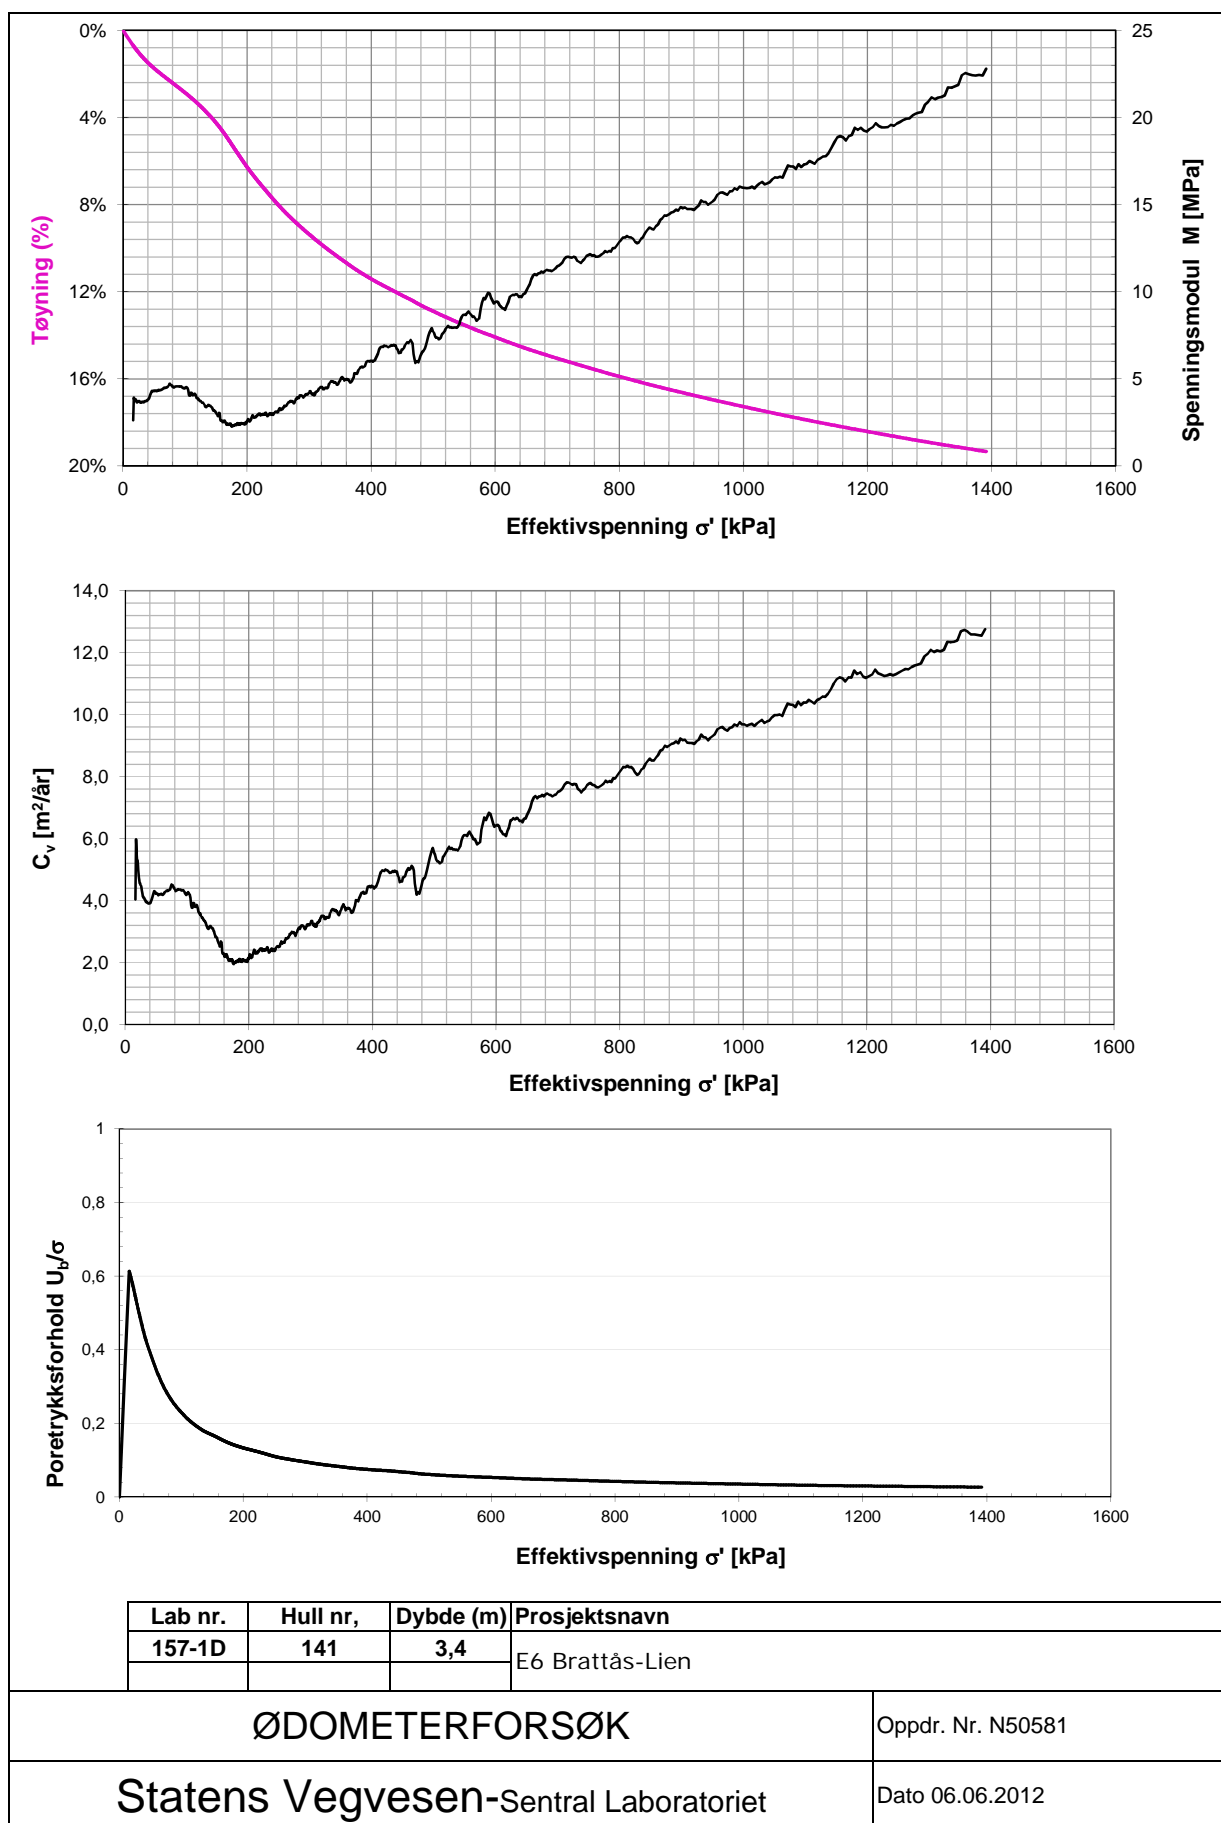 0% 25
4% 20
8% 15
12% 10
16% 5
20% 0
Tøyning (%)
Spenningsmodul M [MPa]
0 200 400 600 800 1000 1200 1400 1600
Effektivspenning σ' [kPa]
14,0
12,0
10,0
8,0
6,0
4,0
2,0
0,0
Cv [m²/år]
0 200 400 600 800 1000 1200 1400 1600
Effektivspenning σ' [kPa]
1
0,8
0,6
0,4
0,2
0
Poretrykksforhold Ub/σ
0 200 400 600 800 1000 1200 1400 1600
Effektivspenning σ' [kPa]
Lab nr. Hull nr, Dybde (m) Prosjektsnavn
157-1D 141 3,4
E6 Brattås-Lien
ØDOMETERFORSØK
Oppdr. Nr. N50581
Statens Vegvesen-Sentral Laboratoriet
Dato 06.06.2012